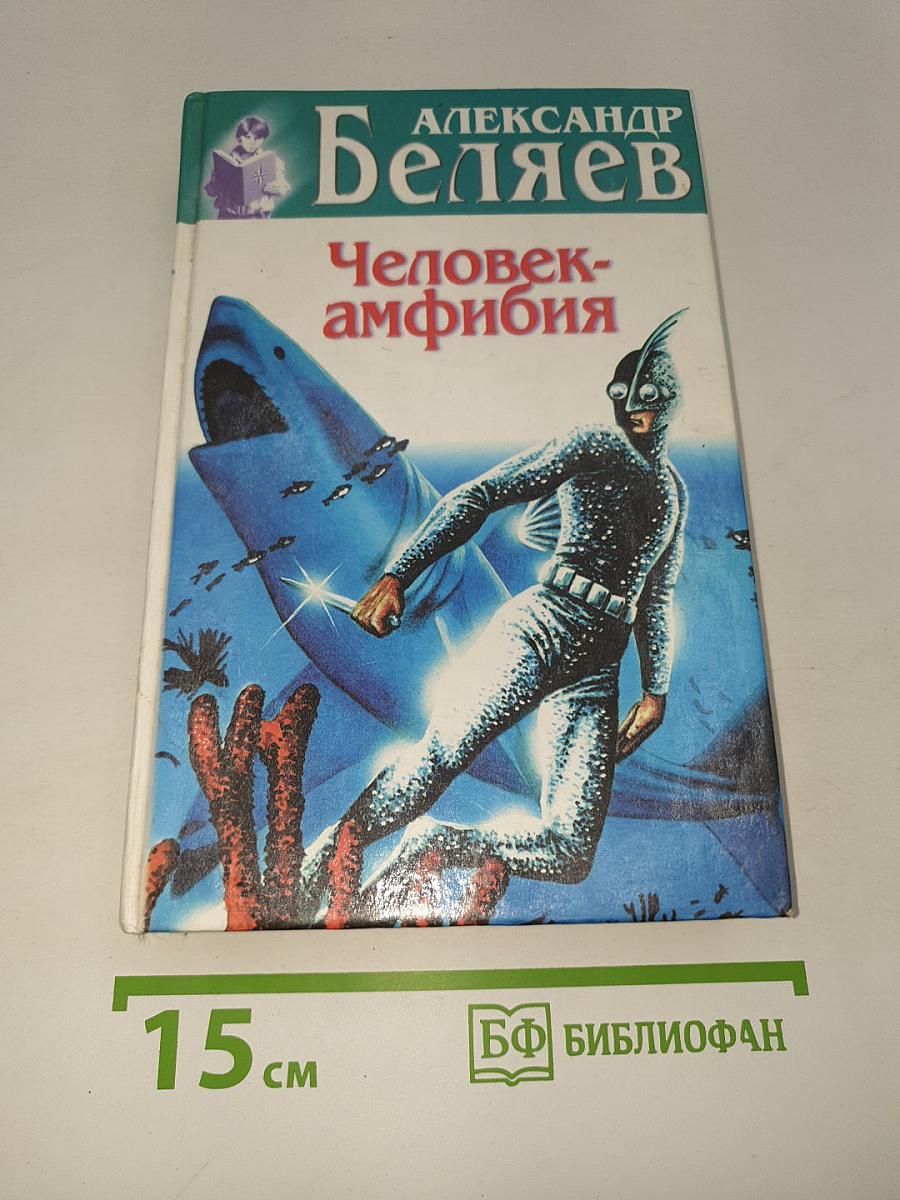 АЛЕКСАНДР
БЕЛЯЕВ
Человек-
амфибия
15 см
БФ БИБЛИОФАН